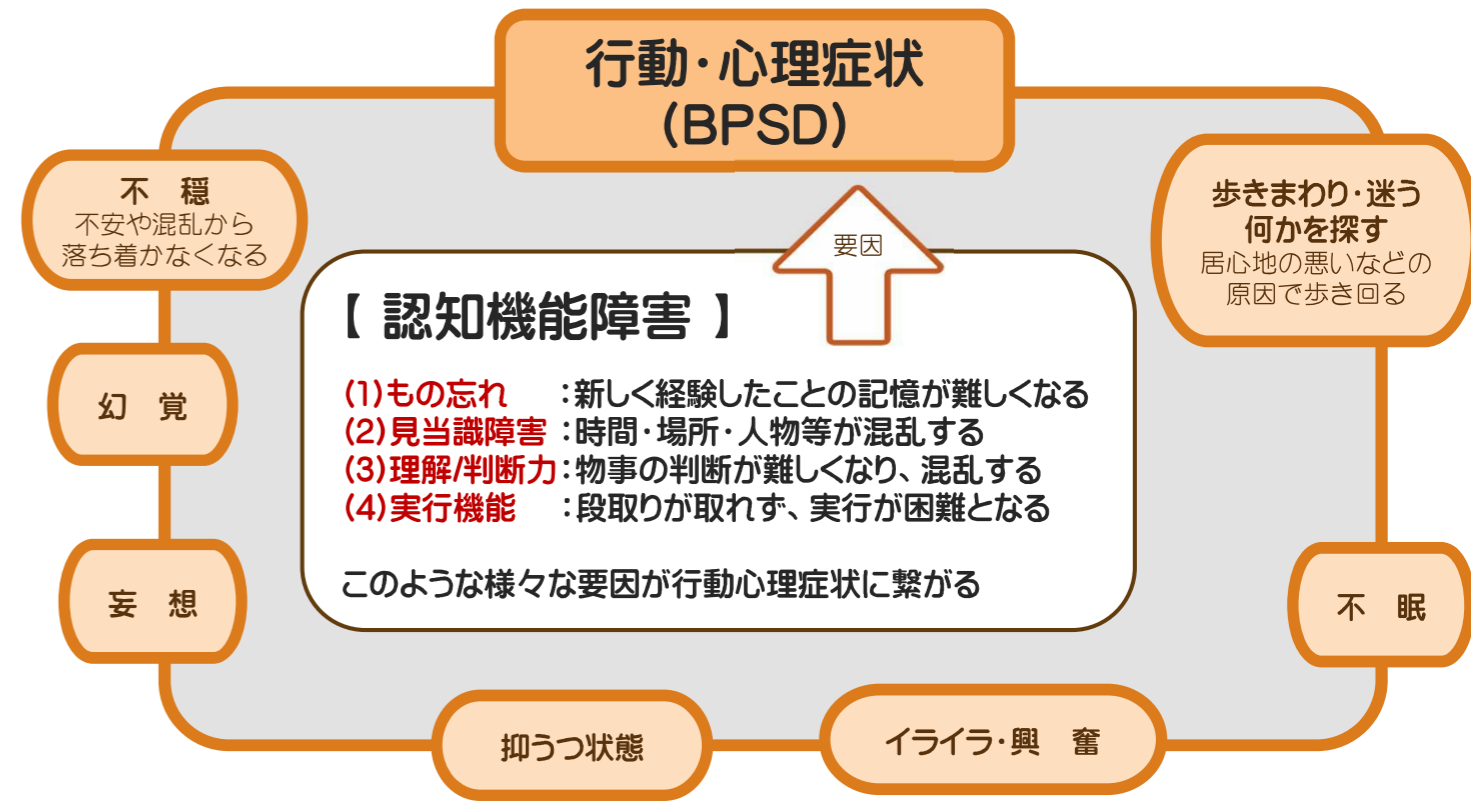 行動・心理症状
(BPSD)
不 穏
不安や混乱から
落ち着かなくなる
歩きまわり・迷う
何かを探す
居心地の悪いなどの
原因で歩き回る
要因
【 認知機能障害 】
(1)もの忘れ :新しく経験したことの記憶が難しくなる
(2)見当識障害 :時間・場所・人物等が混乱する
(3)理解/判断力:物事の判断が難しくなり、混乱する
(4)実行機能 :段取りが取れず、実行が困難となる
このような様々な要因が行動心理症状に繋がる
幻 覚
妄 想
不 眠
抑うつ状態
イライラ・興 奮